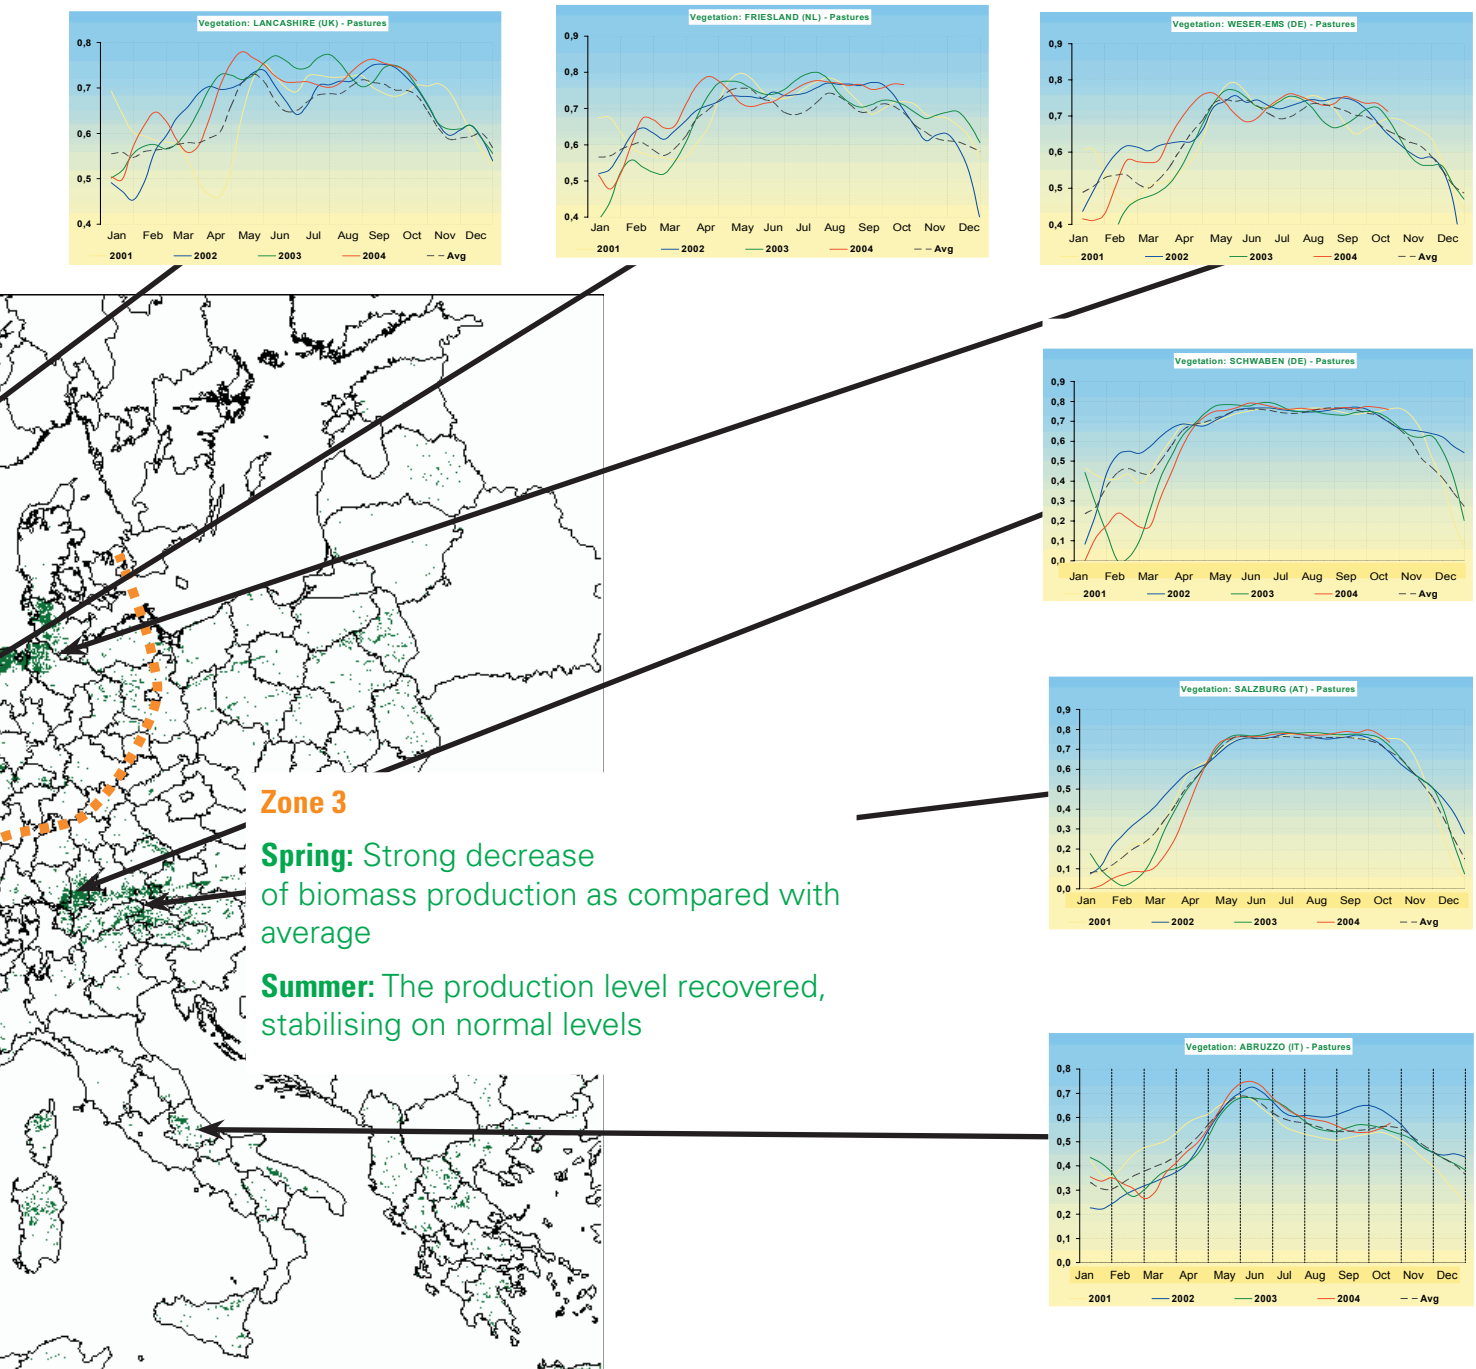 Vegetation: LANCASHIRE (UK) - Pastures
0,8
0,7
0,6
0,5
0,4
Jan Feb Mar Apr May Jun Jul Aug Sep Oct Nov Dec
2001 2002 2003 2004 Avg
Vegetation: FRIESLAND (NL) - Pastures
0,9
0,8
0,7
0,6
0,5
0,4
Jan Feb Mar Apr May Jun Jul Aug Sep Oct Nov Dec
2001 2002 2003 2004 Avg
Vegetation: WESER-EMS (DE) - Pastures
0,9
0,8
0,7
0,6
0,5
0,4
Jan Feb Mar Apr May Jun Jul Aug Sep Oct Nov Dec
2001 2002 2003 2004 Avg
Vegetation: SCHWABEN (DE) - Pastures
0,9
0,8
0,7
0,6
0,5
0,4
0,3
0,2
0,1
0,0
Jan Feb Mar Apr May Jun Jul Aug Sep Oct Nov Dec
2001 2002 2003 2004 Avg
Vegetation: SALZBURG (AT) - Pastures
0,9
0,8
0,7
0,6
0,5
0,4
0,3
0,2
0,1
0,0
Jan Feb Mar Apr May Jun Jul Aug Sep Oct Nov Dec
2001 2002 2003 2004 Avg
Zone 3
Spring: Strong decrease
of biomass production as compared with
average
Summer: The production level recovered,
stabilising on normal levels
Vegetation: ABRUZZO (IT) - Pastures
0,8
0,7
0,6
0,5
0,4
0,3
0,2
0,1
0,0
Jan Feb Mar Apr May Jun Jul Aug Sep Oct Nov Dec
2001 2002 2003 2004 Avg